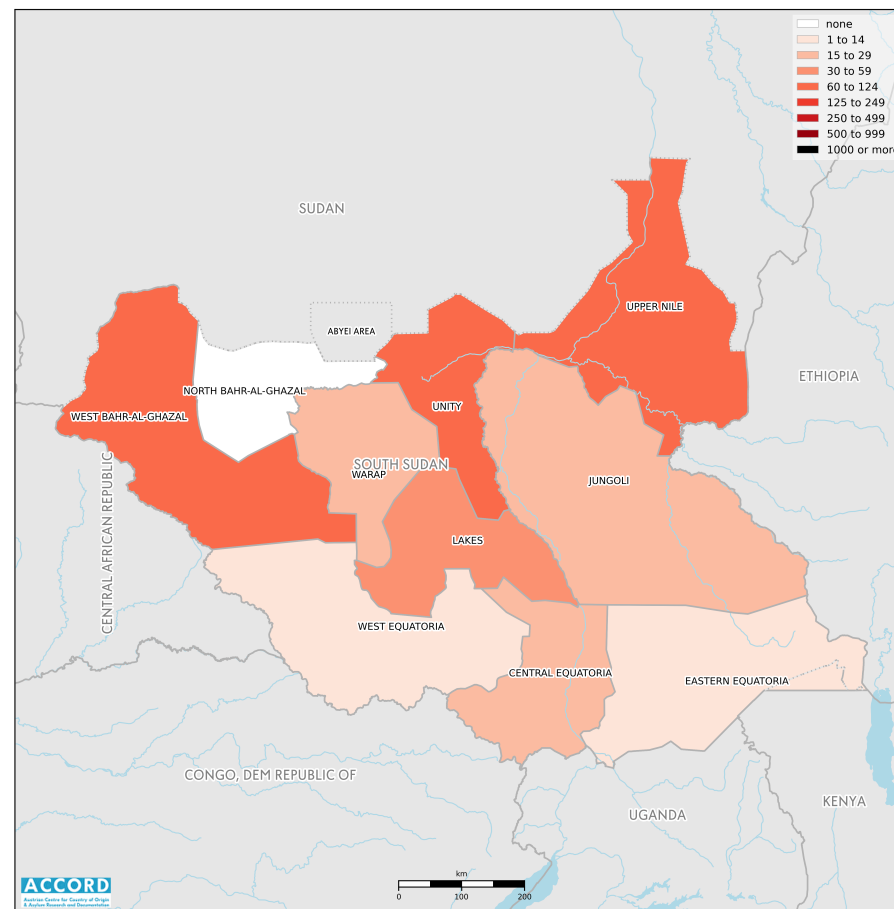 none
1 to 14
15 to 29
30 to 59
60 to 124
125 to 249
250 to 499
500 to 999
1000 or more
SUDAN
UPPER NILE
ABYEI AREA
ETHIOPIA
NORTH BAHR-AL-GHAZAL
UNITY
WEST BAHR-AL-GHAZAL
SOUTH SUDAN
WARAP
JUNGOLI
CENTRAL AFRICAN REPUBLIC
LAKES
WEST EQUATORIA
CENTRAL EQUATORIA
EASTERN EQUATORIA
CONGO, DEM REPUBLIC OF
KENYA
UGANDA
km
0 100 200
ACCORD
Austrian Centre for Country of Origin
& Asylum Research and Documentation